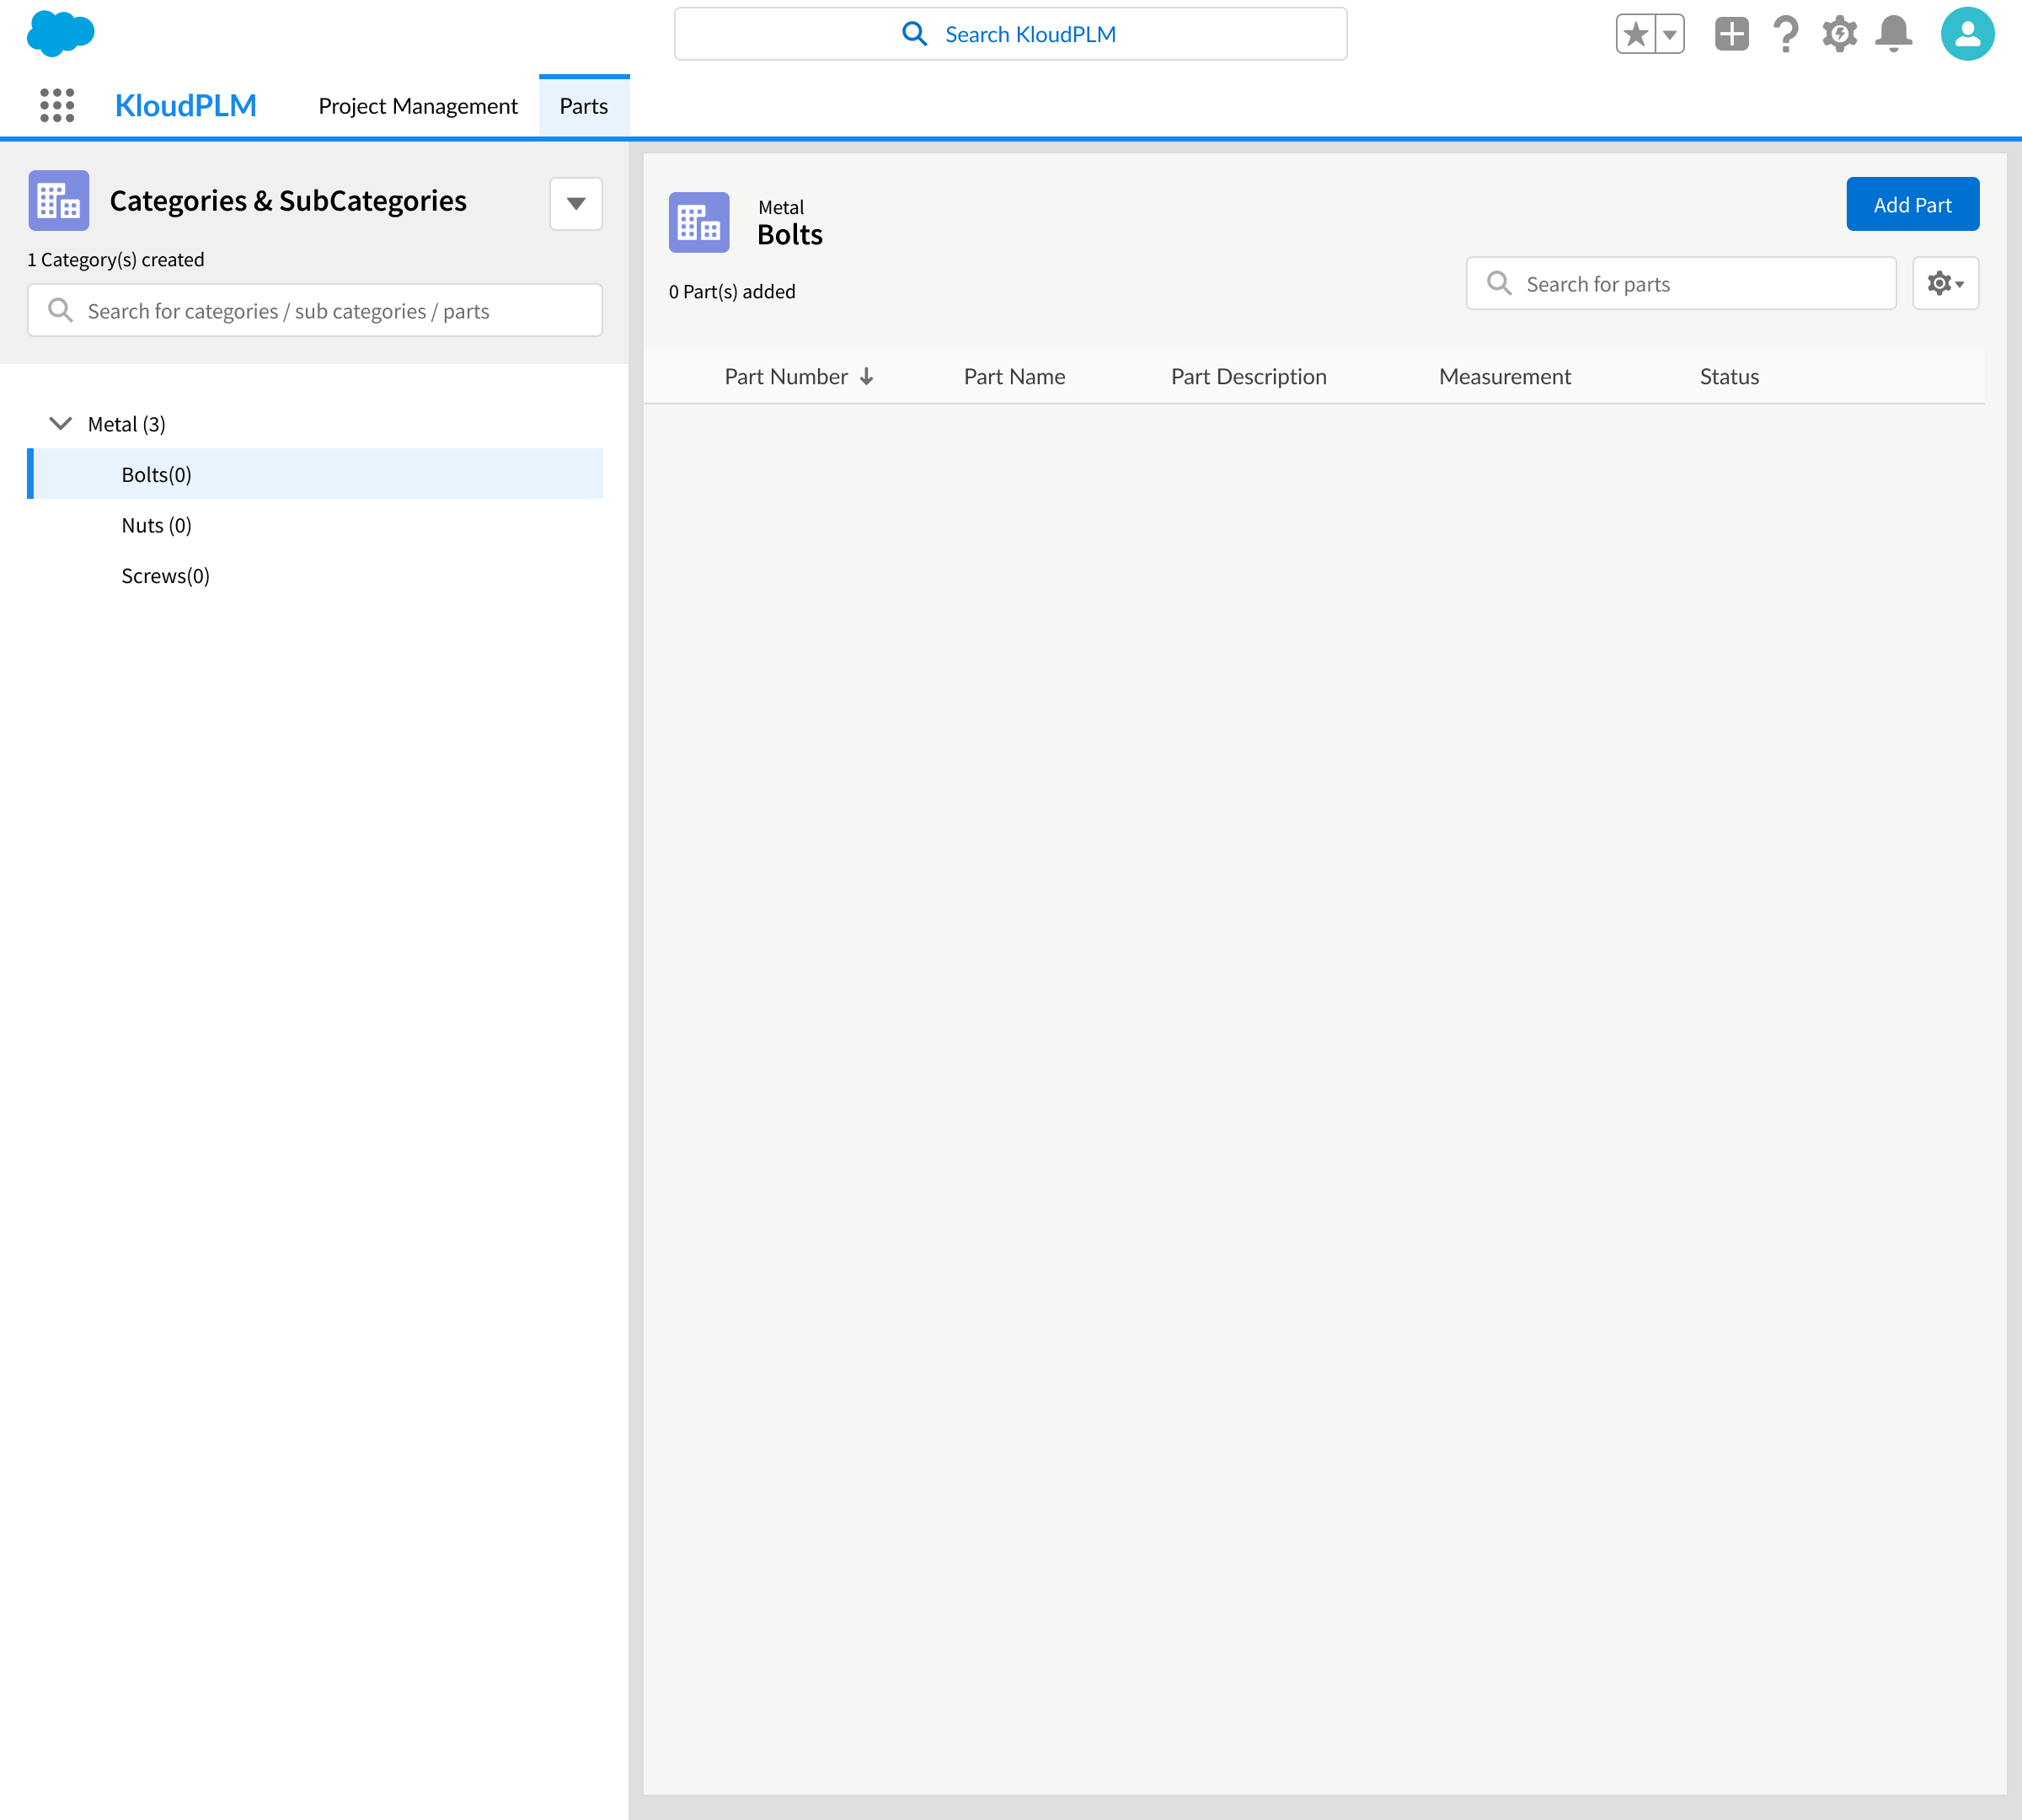 Search KloudPLM
KloudPLM
Project Management
Parts
Categories & SubCategories
1 Category(s) created
Search for categories / sub categories / parts
Metal (3)
Bolts(0)
Nuts (0)
Screws(0)
Metal
Bolts
Add Part
0 Part(s) added
Search for parts
Part Number
Part Name
Part Description
Measurement
Status